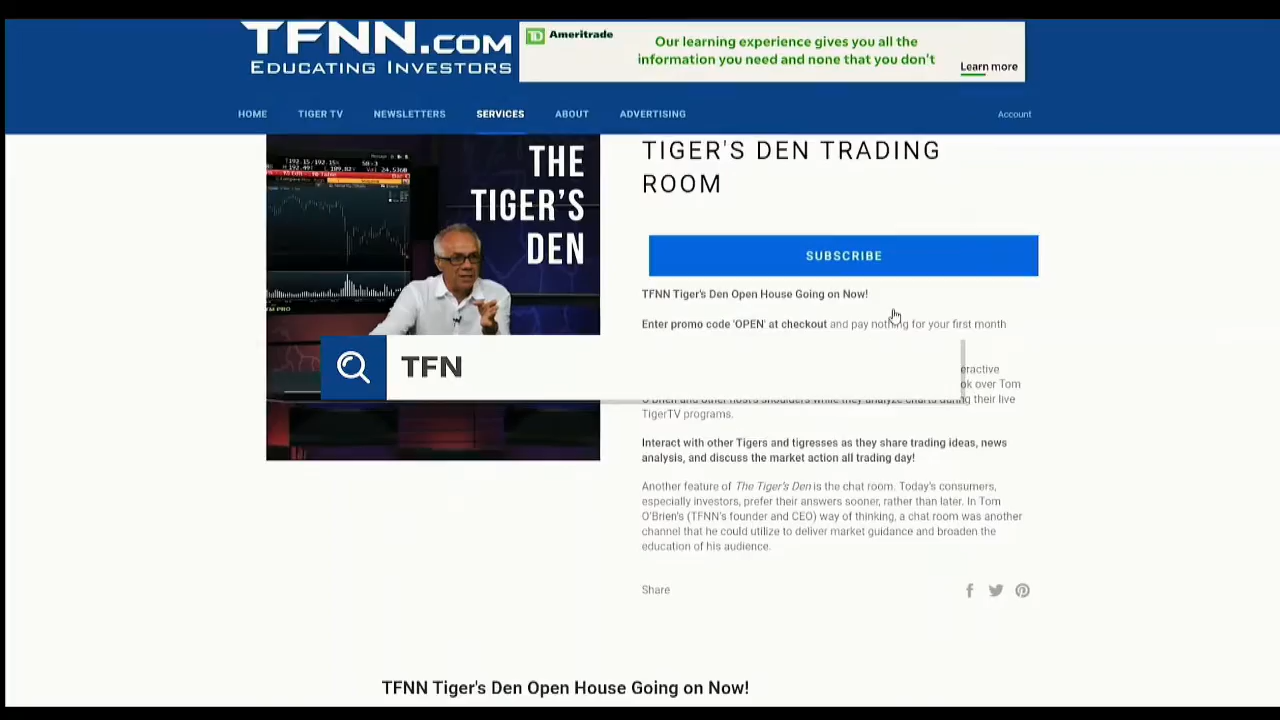 TFNN.COM
EDUCATING INVESTORS
TD Ameritrade
Our learning experience gives you all the
information you need and none that you don't
Learn more
HOME
TIGER TV
NEWSLETTERS
SERVICES
ABOUT
ADVERTISING
Account
THE
TIGER'S
DEN
TIGER'S DEN TRADING
ROOM
SUBSCRIBE
TFNN Tiger's Den Open House Going on Now!
Enter promo code 'OPEN' at checkout and pay nothing for your first month
TFN
over Tom
their live
TigerTV programs.
Interact with other Tigers and tigresses as they share trading ideas, news
analysis, and discuss the market action all trading day!
Another feature of The Tiger's Den is the chat room. Today's consumers,
especially investors, prefer their answers sooner, rather than later. In Tom
O'Brien's (TFNN's founder and CEO) way of thinking, a chat room was another
channel that he could utilize to deliver market guidance and broaden the
education of his audience.
Share
TFNN Tiger's Den Open House Going on Now!